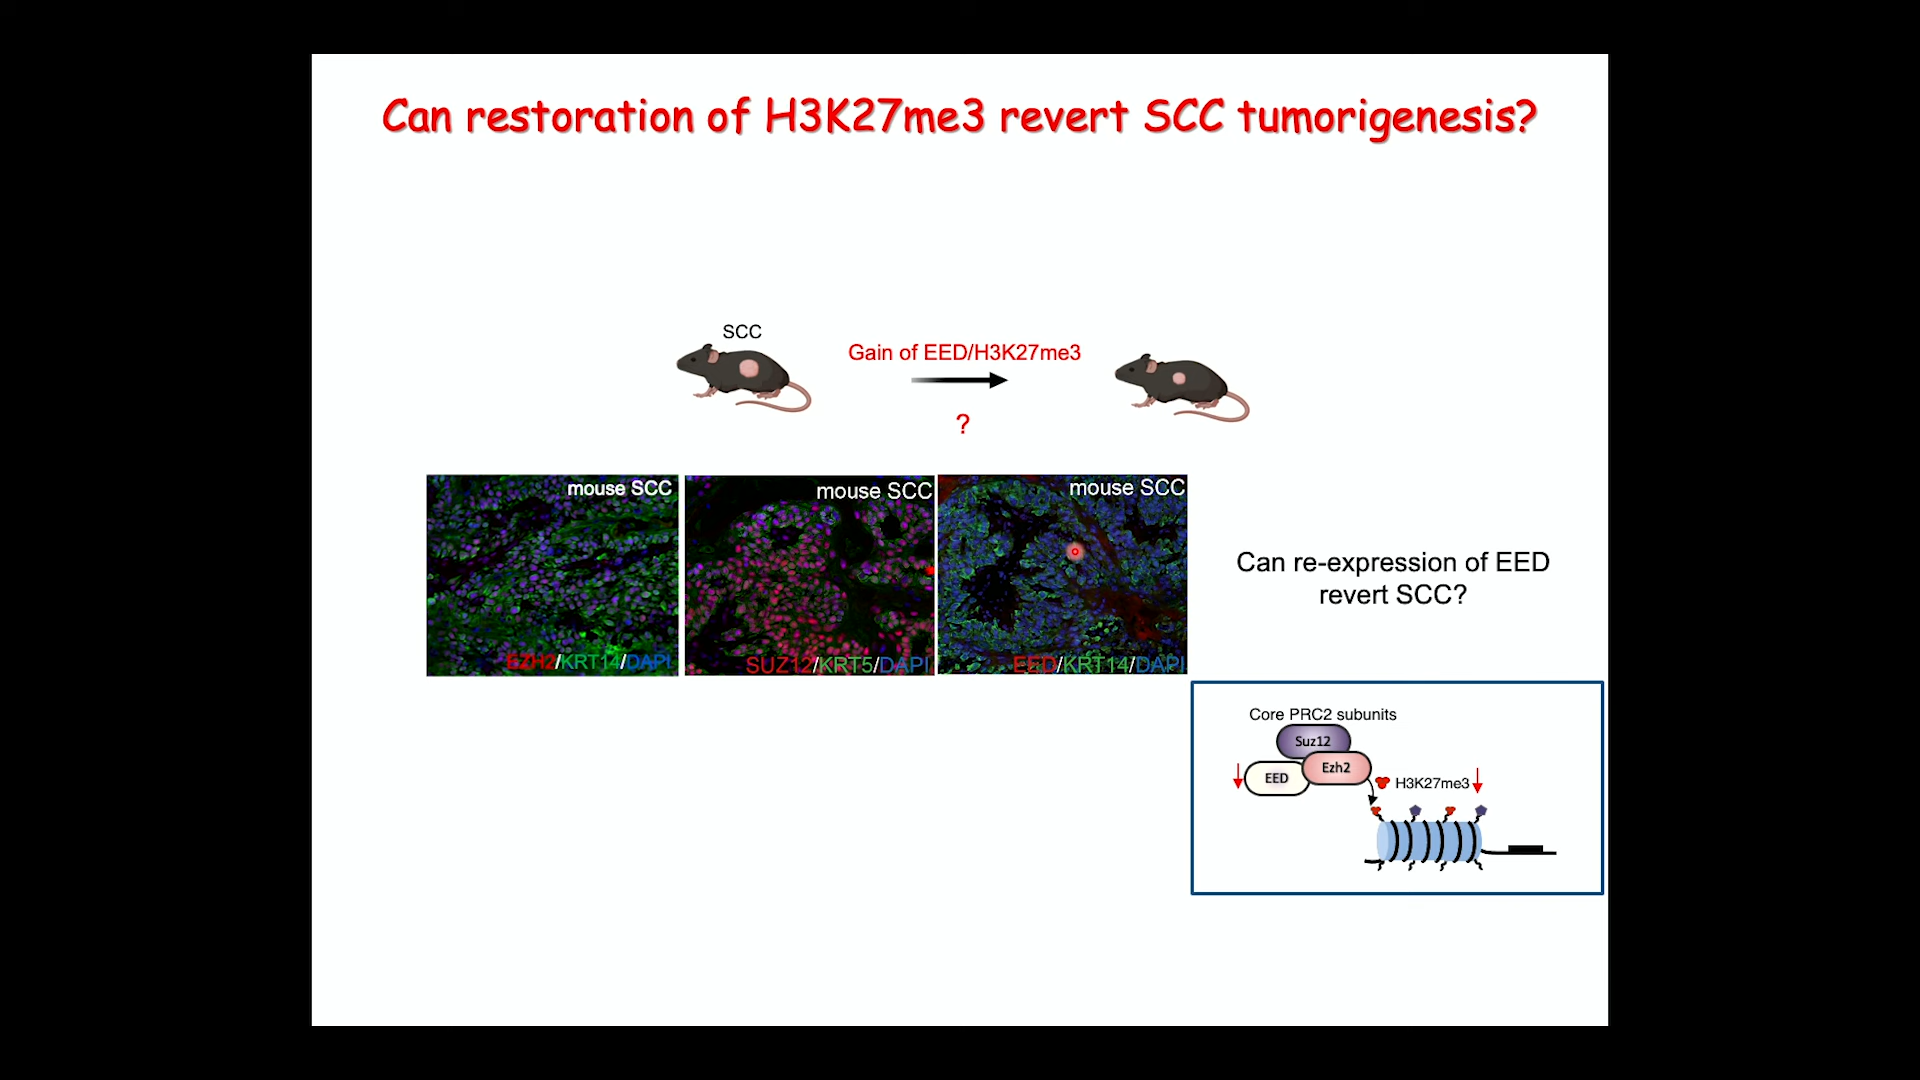 Can restoration of H3K27me3 revert SCC tumorigenesis?
SCC
Gain of EED/H3K27me3
?
mouse SCC
mouse SCC
mouse SCC
EZH2/KRT14/DAPI
SUZ12/KRT5/DAPI
EED/KRT14/DAPI
Can re-expression of EED
revert SCC?
Core PRC2 subunits
Suz12
Ezh2
EED
H3K27me3